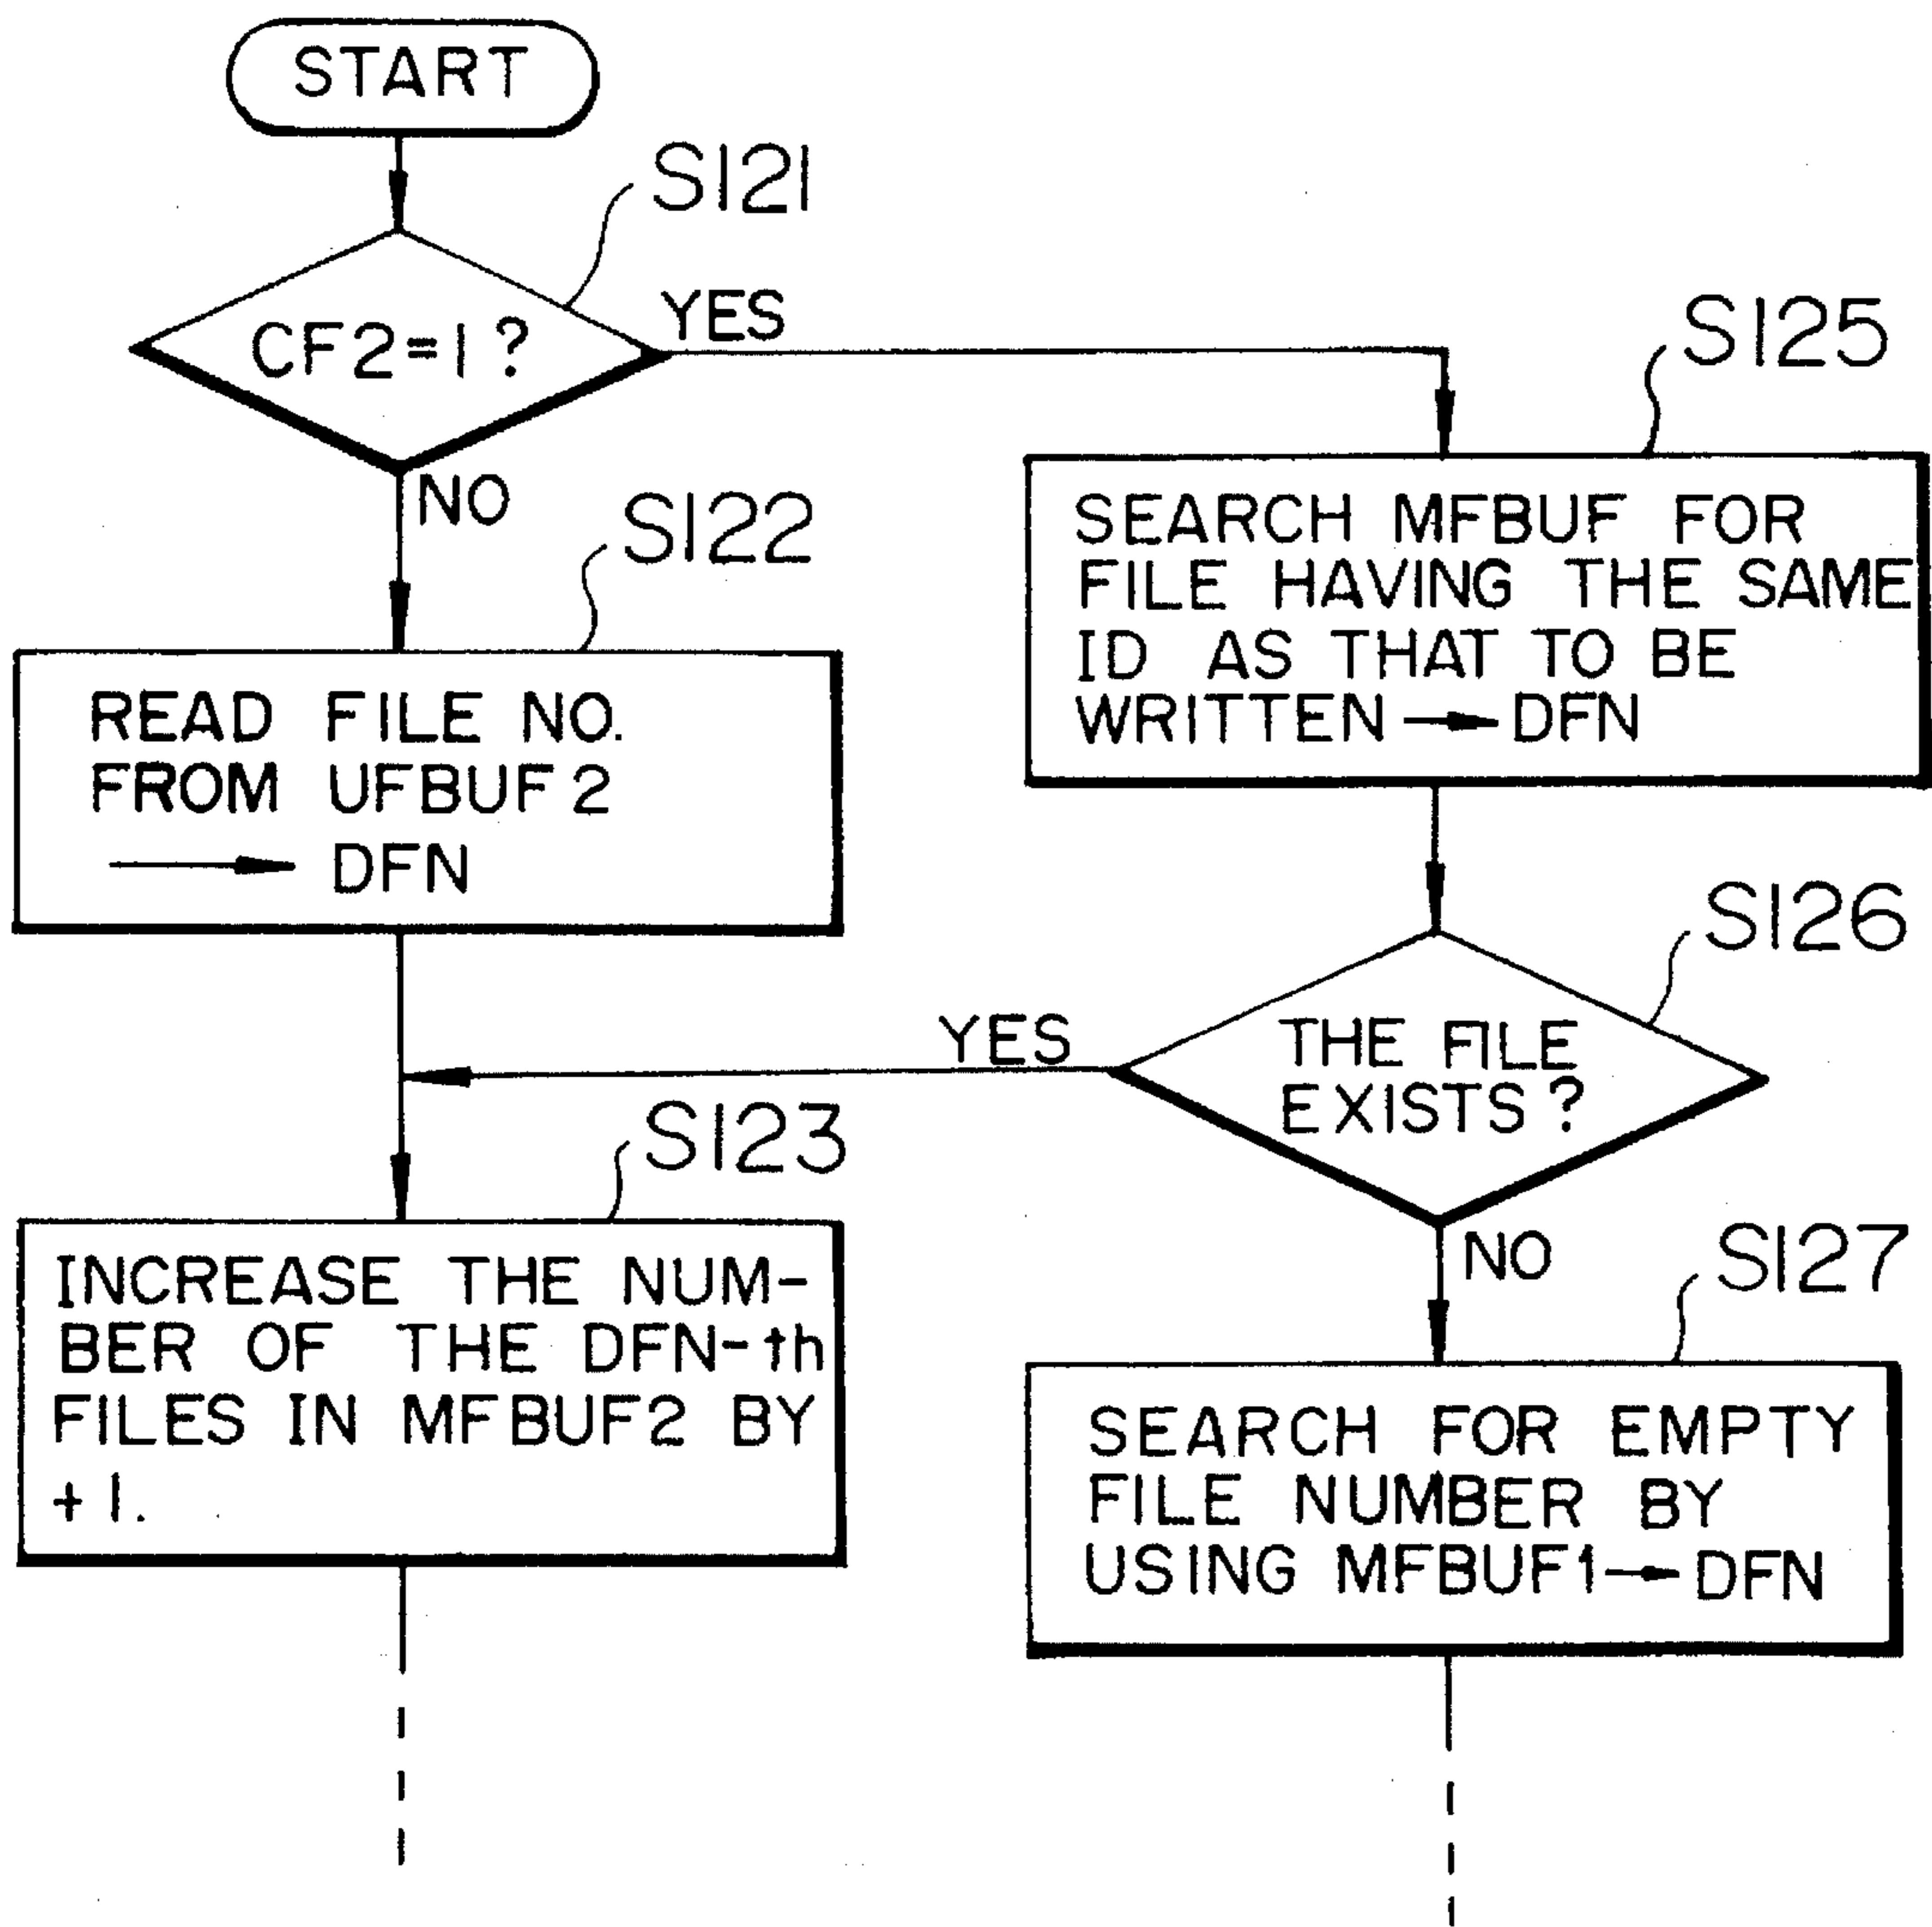 START
S121
CF2=1?
YES
NO
S122
READ FILE NO.
FROM UFBUF2
→ DFN
S125
SEARCH MFBUF FOR
FILE HAVING THE SAME
ID AS THAT TO BE
WRITTEN → DFN
S126
THE FILE
EXISTS?
YES
NO
S123
INCREASE THE NUM-
BER OF THE DFN-th
FILES IN MFBUF2 BY
+1.
S127
SEARCH FOR EMPTY
FILE NUMBER BY
USING MFBUF1 → DFN